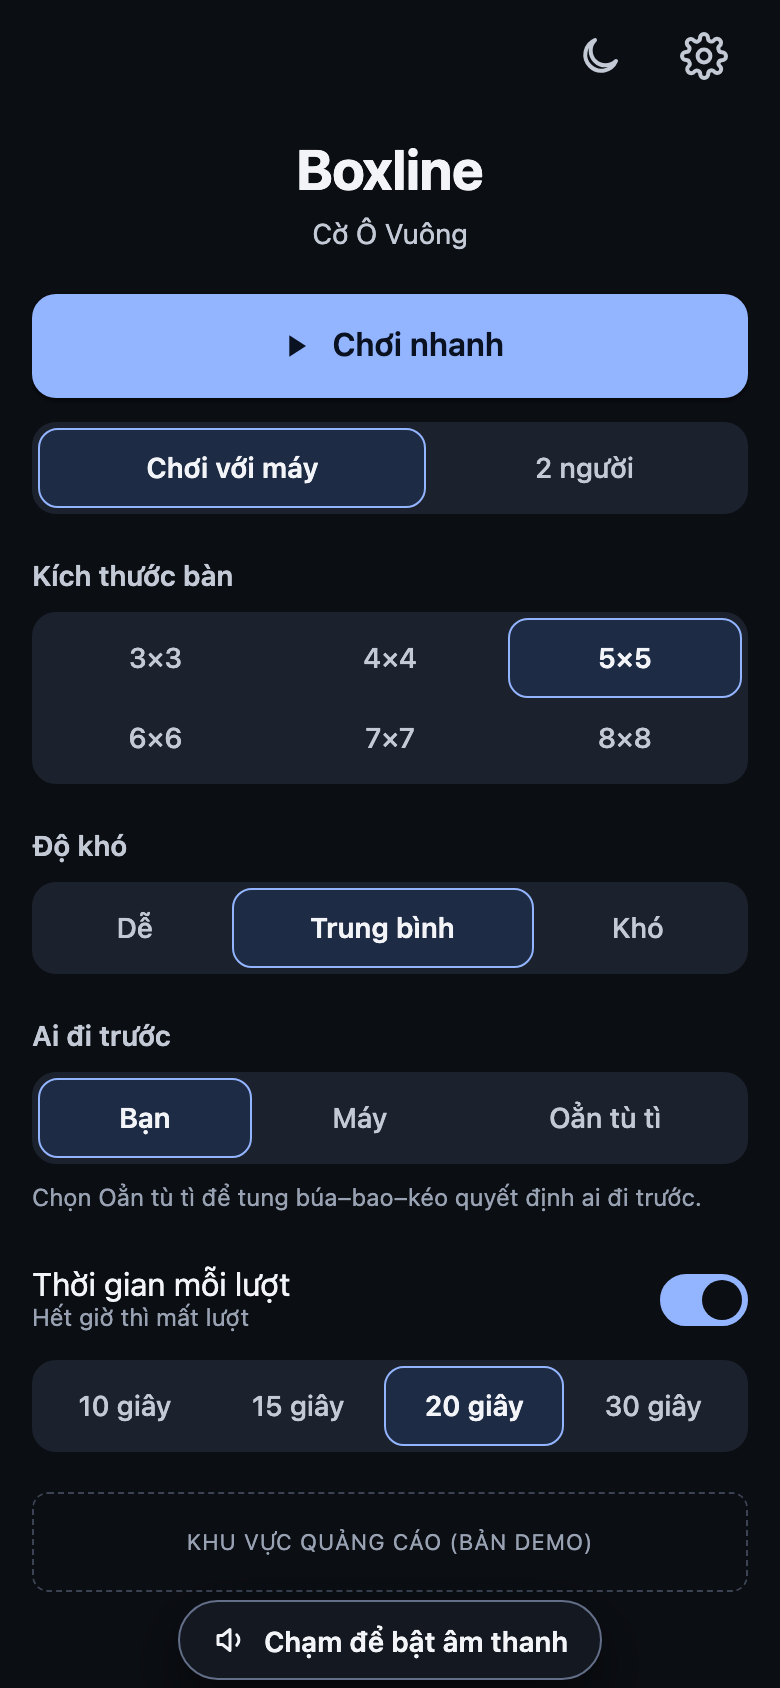 Boxline
Cờ Ô Vuông
Chơi nhanh
Chơi với máy
2 người
Kích thước bàn
3×3
4×4
5×5
6×6
7×7
8×8
Độ khó
Dễ
Trung bình
Khó
Ai đi trước
Bạn
Máy
Oẳn tù tì
Chọn Oẳn tù tì để tung búa–bao–kéo quyết định ai đi trước.
Thời gian mỗi lượt
Hết giờ thì mất lượt
10 giây
15 giây
20 giây
30 giây
KHU VỰC QUẢNG CÁO (BẢN DEMO)
Chạm để bật âm thanh